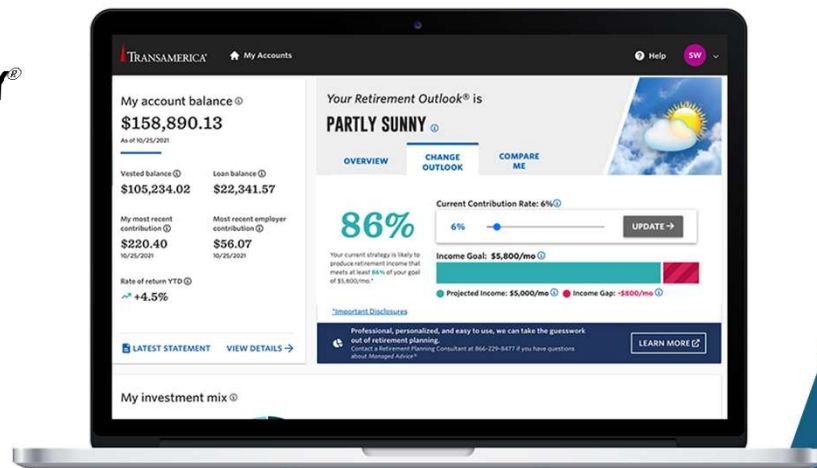 TRANSAMERICA®
My Accounts
Help
SW
My account balance
$158,890.13
As of 10/25/2021
Vested balance
Loan balance
$105,234.02
$22,341.57
My most recent contribution
Most recent employer contribution
$220.40
$56.07
10/25/2021
10/25/2021
Rate of return YTD
+4.5%
LATEST STATEMENT
VIEW DETAILS →
Your Retirement Outlook® is
PARTLY SUNNY
OVERVIEW
CHANGE OUTLOOK
COMPARE ME
86%
Your current strategy is likely to
produce retirement income that
meets at least 86% of your goal
of $5,800/mo.*
Current Contribution Rate: 6%
6%
UPDATE →
Income Goal: $5,800/mo
Projected Income: $5,000/mo
Income Gap: -$800/mo
*Important Disclosures
Professional, personalized, and easy to use, we can take the guesswork
out of retirement planning.
Contact a Retirement Planning Consultant at 866-229-8477 if you have questions
about Managed Advice®
LEARN MORE
My investment mix